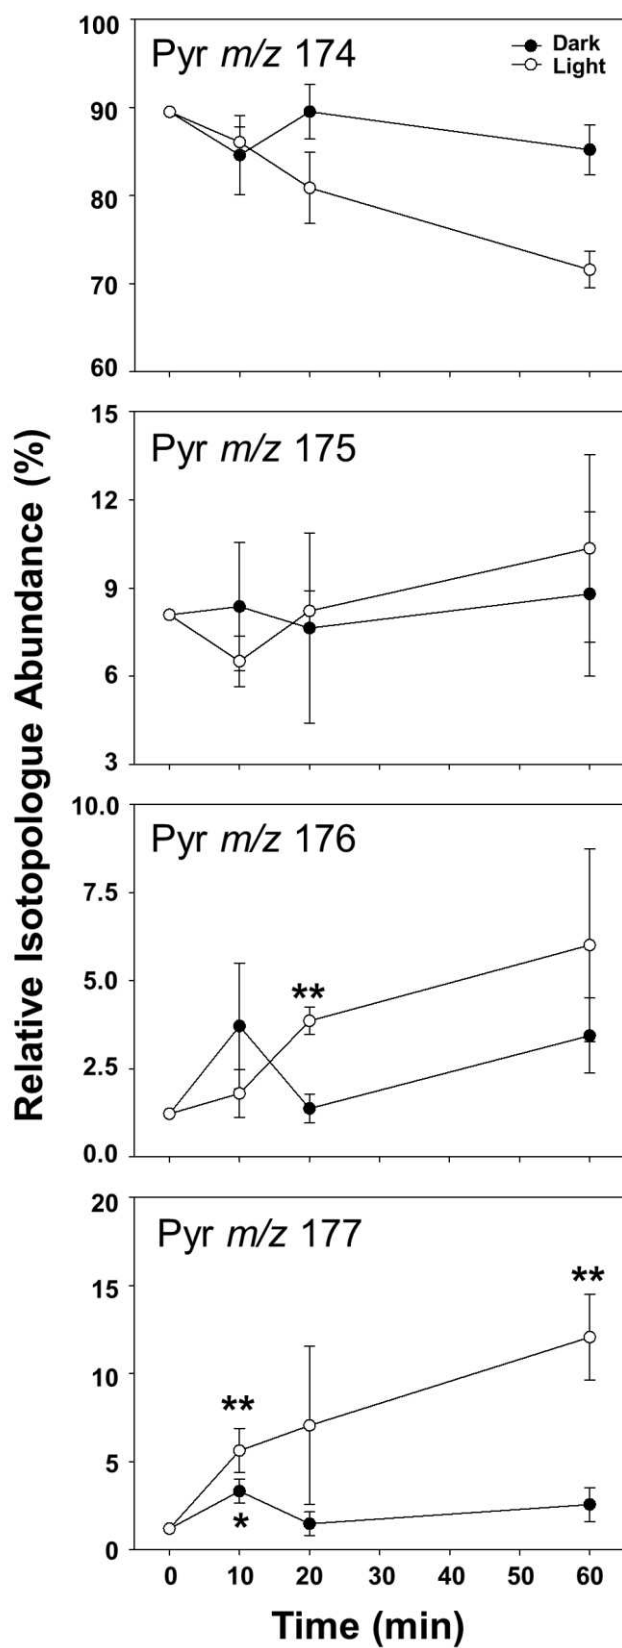 Relative Isotopologue Abundance (%)
Pyr m/z 174
Dark
Light
100
90
80
70
60
Pyr m/z 175
15
12
9
6
3
Pyr m/z 176
10.0
7.5
5.0
2.5
0.0
**
Pyr m/z 177
20
15
10
5
0
**
**
*
0 10 20 30 40 50 60
Time (min)